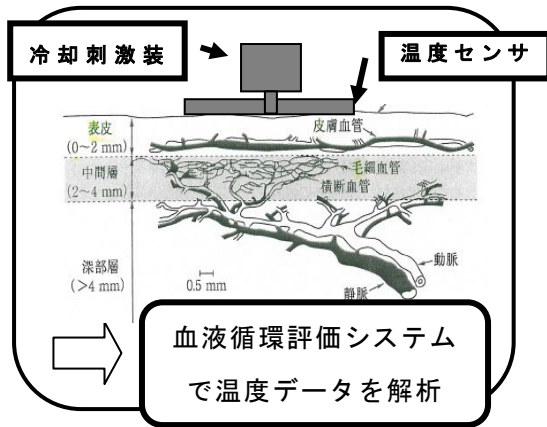 冷却刺激装
温度センサ
表皮
(0〜2 mm)
皮膚血管
中間層
(2〜4 mm)
毛細血管
横断血管
深部層
(>4 mm)
0.5 mm
動脈
静脈
血液循環評価システム
で温度データを解析